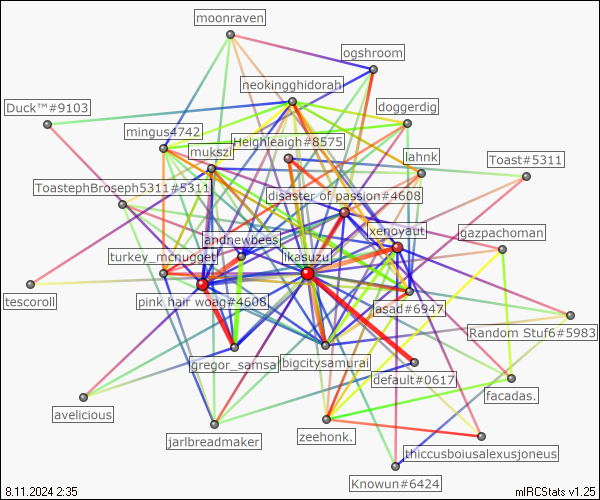 moonraven
ogshroom
neokingghidorah
Duck™#9103
doggerdig
mingus4742
Heighleaigh#8575
mukszi
lahnk
Toast#5311
ToastephBroseph5311#5311
disaster of passion#4608
xenoyaut
gazpachoman
andnewbees
turkey_mcnugget
ikasuzu
tescoroll
pink hair woag#4608
asad#6947
Random Stuf6#5983
gregor_samsa
bigcitysamurai
default#0617
facadas.
avelicious
jarlbreadmaker
zeehonk.
thiccusboiusalexusjoneus
Knowun#6424
8.11.2024 2:35
mIRCStats v1.25